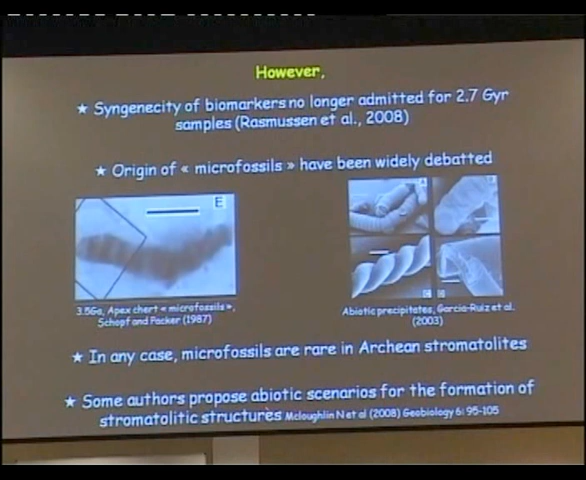 However,
★ Syngenecity of biomarkers no longer admitted for 2.7 Gyr
samples (Rasmussen et al., 2008)
★ Origin of « microfossils » have been widely debatted
E
3.5Ga, Apex chert « microfossils »,
Schopf and Packer (1987)
Abiotic precipitates, Garcia-Ruiz et al.
(2003)
★ In any case, microfossils are rare in Archean stromatolites
★ Some authors propose abiotic scenarios for the formation of
stromatolitic structures Mcloughlin N et al (2008) Geobiology 6: 95-105